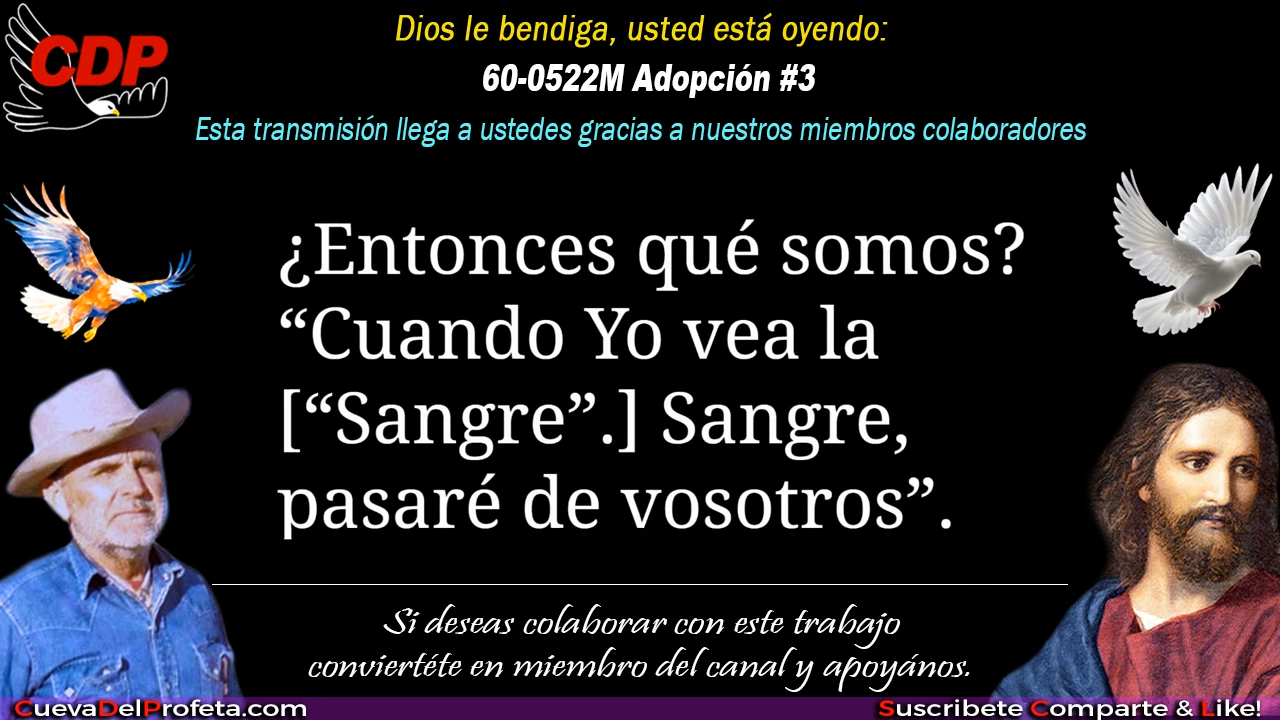 CDP
Dios le bendiga, usted está oyendo:
60-0522M Adopción #3
Esta transmisión llega a ustedes gracias a nuestros miembros colaboradores
¿Entonces qué somos?
“Cuando Yo vea la
[“Sangre”.] Sangre,
pasaré de vosotros”.
Si deseas colaborar con este trabajo
conviertéte en miembro del canal y apoyános.
CuevaDelProfeta.com
Suscribete Comparte & Like!